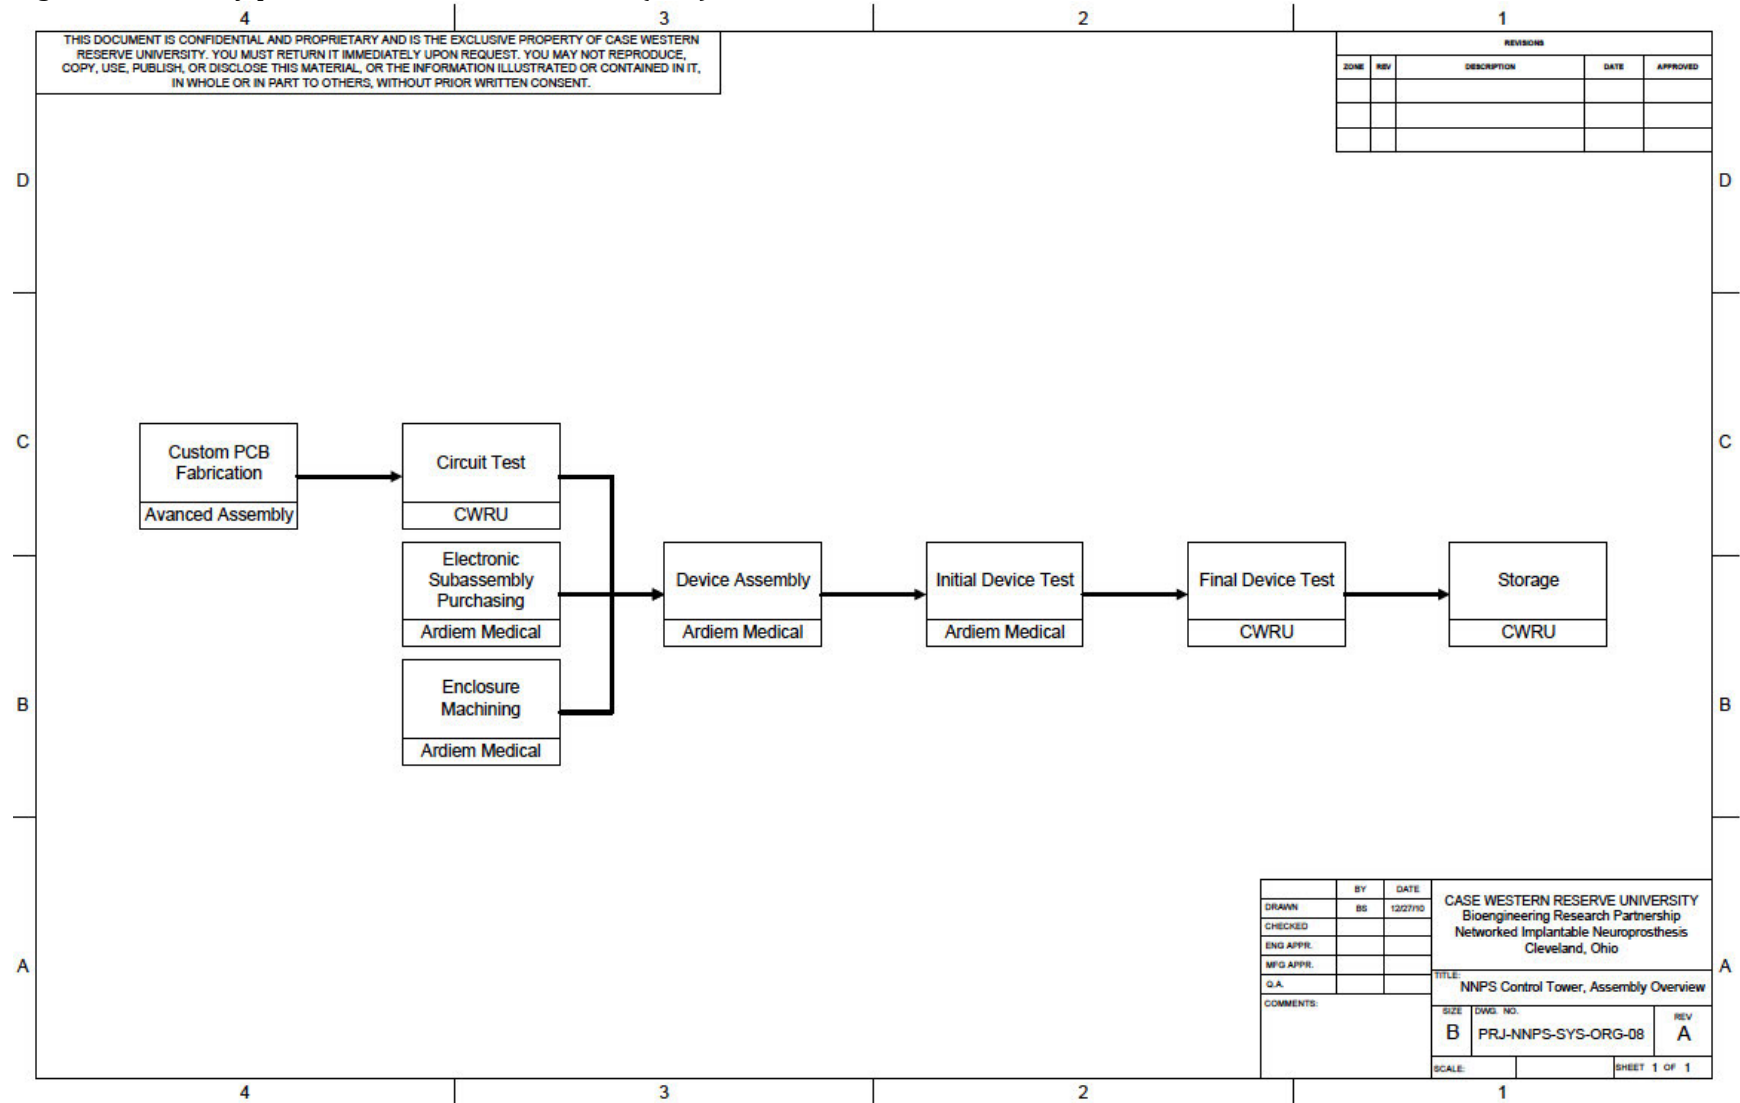 4 3 2 1
THIS DOCUMENT IS CONFIDENTIAL AND PROPRIETARY AND IS THE EXCLUSIVE PROPERTY OF CASE WESTERN
RESERVE UNIVERSITY. YOU MUST RETURN IT IMMEDIATELY UPON REQUEST. YOU MAY NOT REPRODUCE,
COPY, USE, PUBLISH, OR DISCLOSE THIS MATERIAL, OR THE INFORMATION ILLUSTRATED OR CONTAINED IN IT,
IN WHOLE OR IN PART TO OTHERS, WITHOUT PRIOR WRITTEN CONSENT.
REVISIONS
ZONE REV DESCRIPTION DATE APPROVED
D D
C C
Custom PCB
Fabrication
Avanced Assembly
Circuit Test
CWRU
Electronic
Subassembly
Purchasing
Ardiem Medical
Enclosure
Machining
Ardiem Medical
Device Assembly
Ardiem Medical
Initial Device Test
Ardiem Medical
Final Device Test
CWRU
Storage
CWRU
B B
A A
BY DATE
DRAWN BS 12/27/10
CHECKED
ENG APPR.
MFG APPR.
Q.A.
COMMENTS:
CASE WESTERN RESERVE UNIVERSITY
Bioengineering Research Partnership
Networked Implantable Neuroprosthesis
Cleveland, Ohio
TITLE:
NNPS Control Tower, Assembly Overview
SIZE DWG. NO. REV
B PRJ-NNPS-SYS-ORG-08 A
SCALE: SHEET 1 OF 1
4 3 2 1